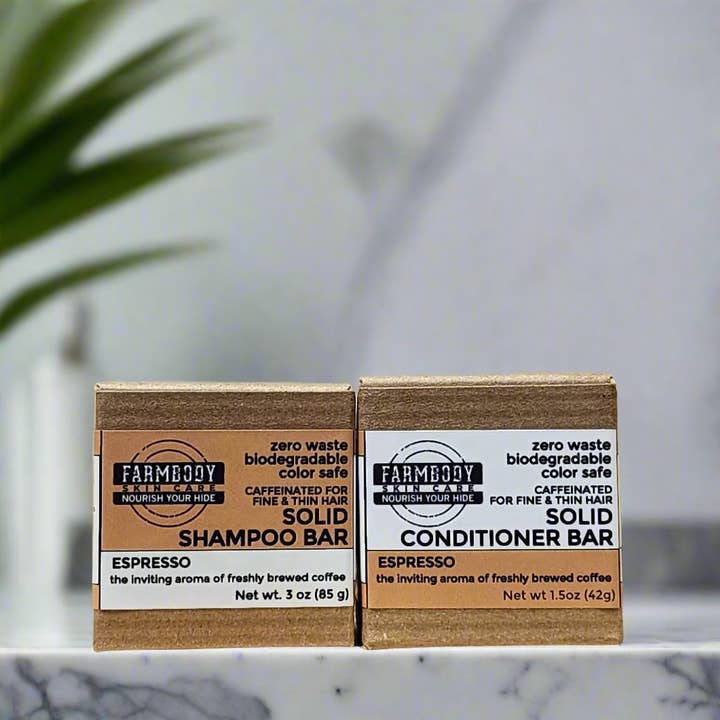 FARMBODY
SKIN CARE
NOURISH YOUR HIDE
zero waste
biodegradable
color safe
CAFFEINATED FOR
FINE & THIN HAIR
SOLID
SHAMPOO BAR
ESPRESSO
the inviting aroma of freshly brewed coffee
Net wt. 3 oz (85 g)
FARMBODY
SKIN CARE
NOURISH YOUR HIDE
zero waste
biodegradable
color safe
CAFFEINATED
FOR FINE & THIN HAIR
SOLID
CONDITIONER BAR
ESPRESSO
the inviting aroma of freshly brewed coffee
Net wt 1.5oz (42g)